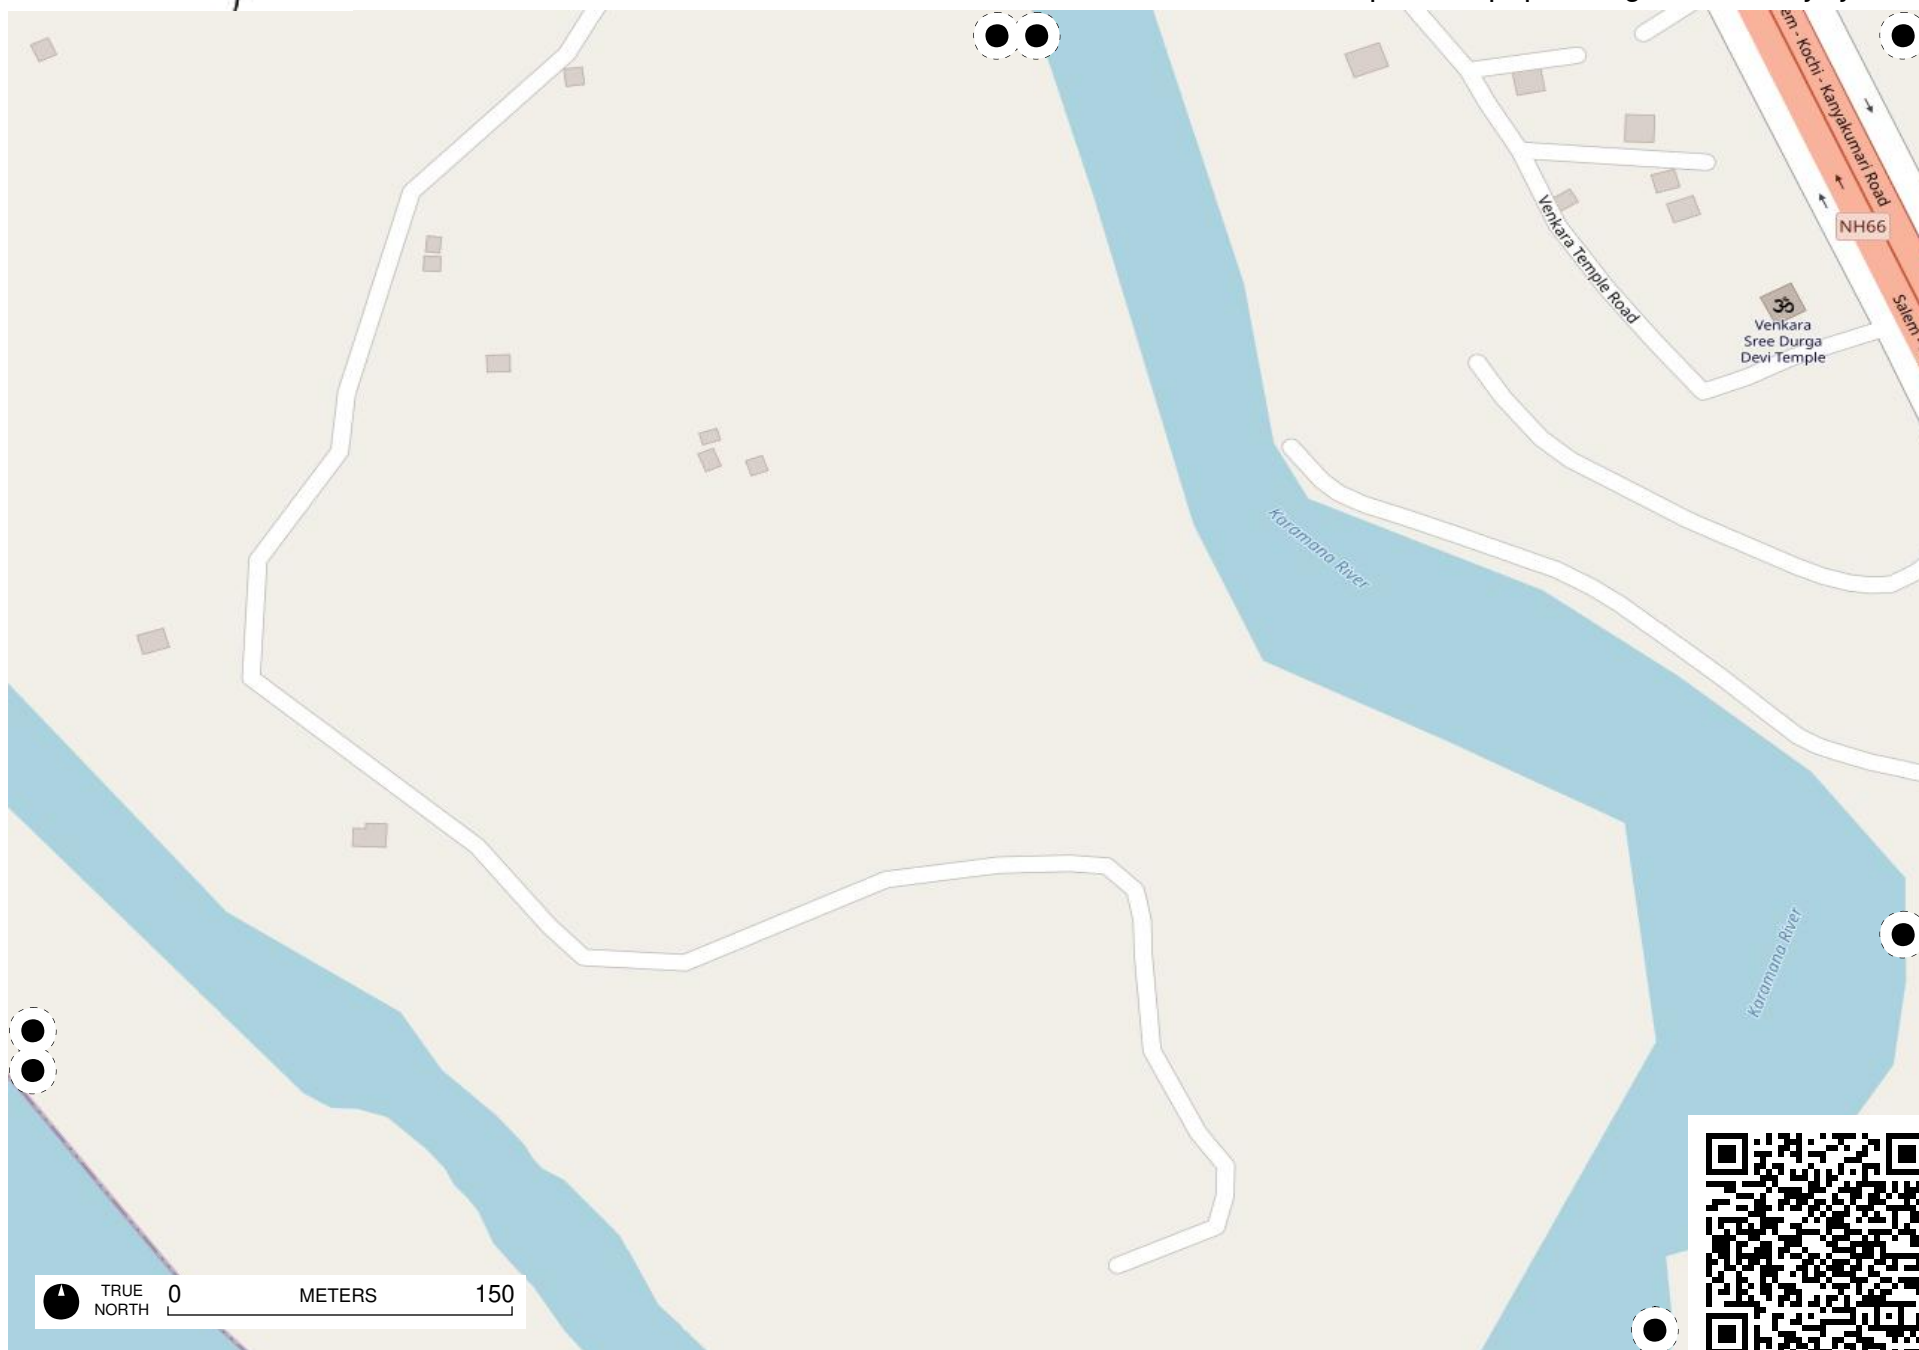 em - Kochi - Kanyakumari Road
NH66
Venkara Temple Road
Salem
Venkara
Sree Durga
Devi Temple
Karamana River
Karamana River
TRUE
NORTH
0
METERS
150